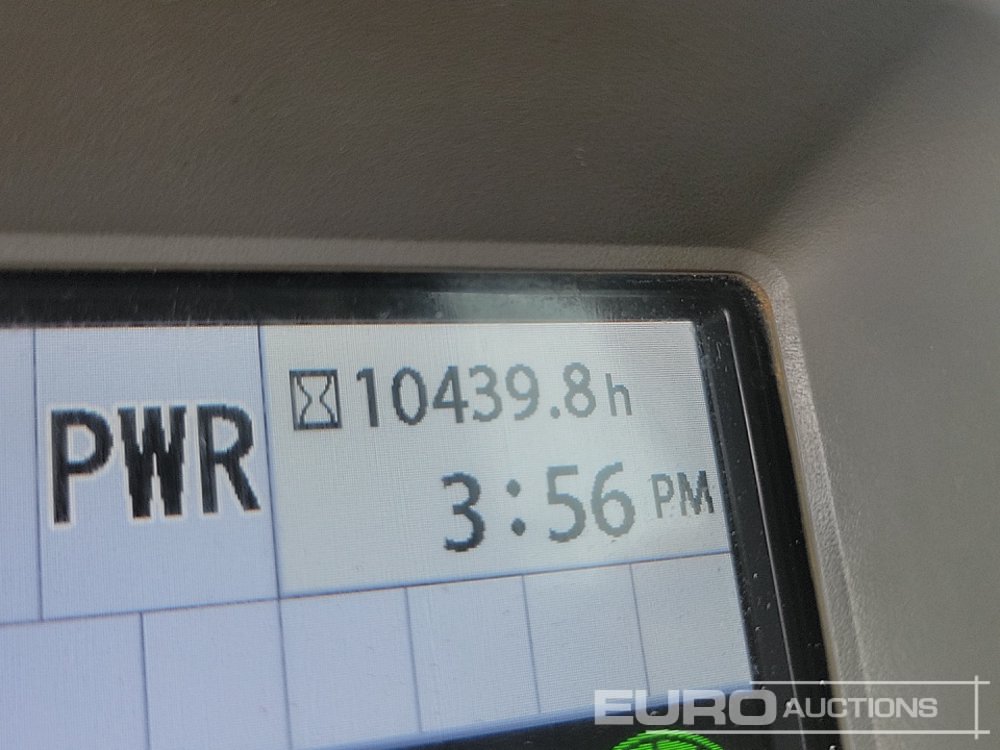 PWR
10439.8 h
3:56 PM
EURO AUCTIONS